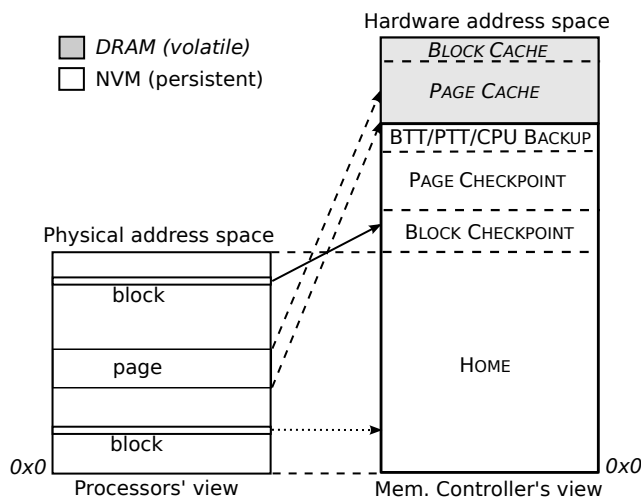 Hardware address space
DRAM (volatile)
NVM (persistent)
BLOCK CACHE
PAGE CACHE
BTT/PTT/CPU BACKUP
PAGE CHECKPOINT
BLOCK CHECKPOINT
HOME
Physical address space
block
page
block
0x0
0x0
Processors' view
Mem. Controller's view